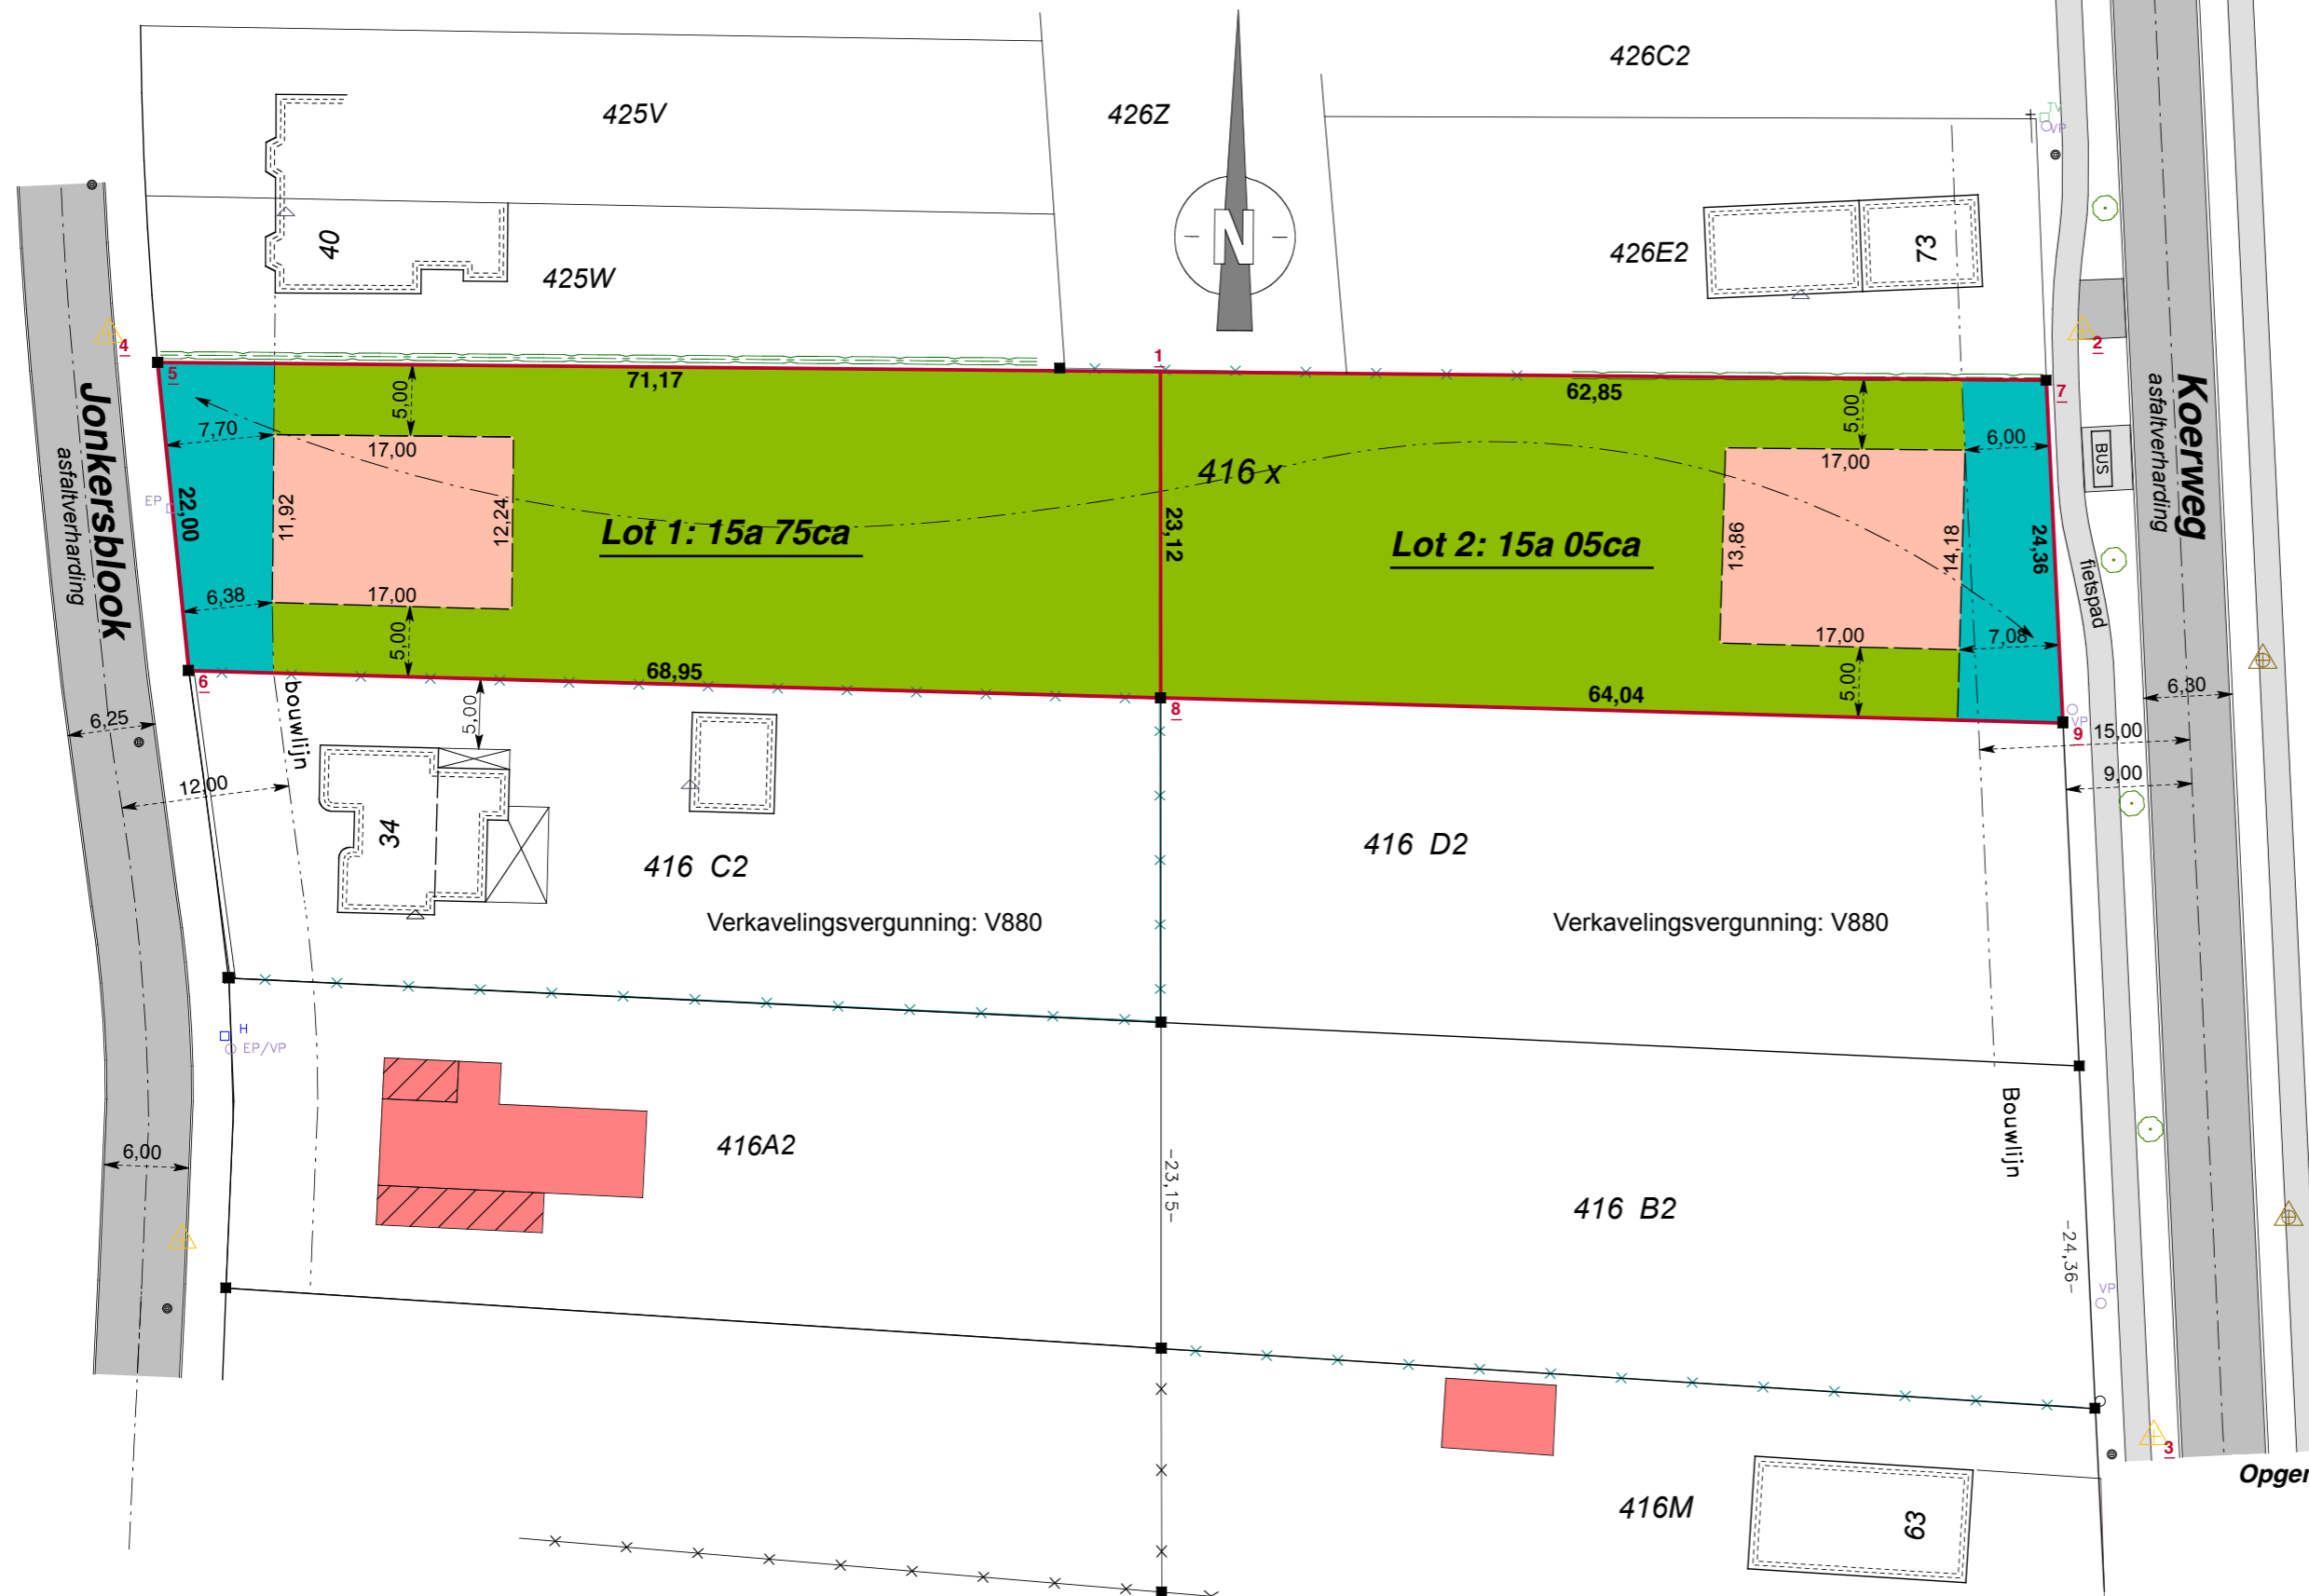 426C2
425V
426Z
TV
VP
40
N
73
426E2
425W
4
1
2
5
71,17
62,85
7
Jonkersblook
asfaltverharding
Koerweg
asfaltverharding
5,00
5,00
7,70
17,00
416 x
17,00
6,00
BUS
EP
22,00
11,92
12,24
Lot 1: 15a 75ca
23,12
Lot 2: 15a 05ca
13,86
14,18
24,36
fietspad
6,38
17,00
5,00
17,00
7,08
5,00
6
68,95
8
64,04
6,30
VP
9
bouwlijn
5,00
6,25
15,00
12,00
9,00
34
416 C2
416 D2
Verkavelingsvergunning: V880
Verkavelingsvergunning: V880
H
EP/VP
Bouwlijn
6,00
416A2
-23,15-
416 B2
-24,36-
VP
3
Opger
416M
63